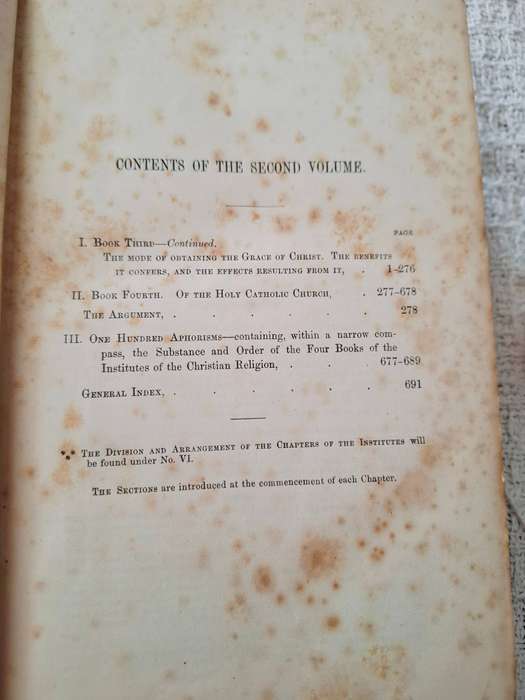 CONTENTS OF THE SECOND VOLUME.
PAGE
I. BOOK THIRD—Continued.
THE MODE OF OBTAINING THE GRACE OF CHRIST. THE BENEFITS
IT CONFERS, AND THE EFFECTS RESULTING FROM IT, . 1-276
II. BOOK FOURTH. OF THE HOLY CATHOLIC CHURCH, . 277-678
THE ARGUMENT, . . . . . . 278
III. ONE HUNDRED APHORISMS—containing, within a narrow com-
pass, the Substance and Order of the Four Books of the
Institutes of the Christian Religion, . . . 677-689
GENERAL INDEX, . . . . . . 691
⁂ THE DIVISION AND ARRANGEMENT OF THE CHAPTERS OF THE INSTITUTES will
be found under No. VI.
THE SECTIONS are introduced at the commencement of each Chapter.